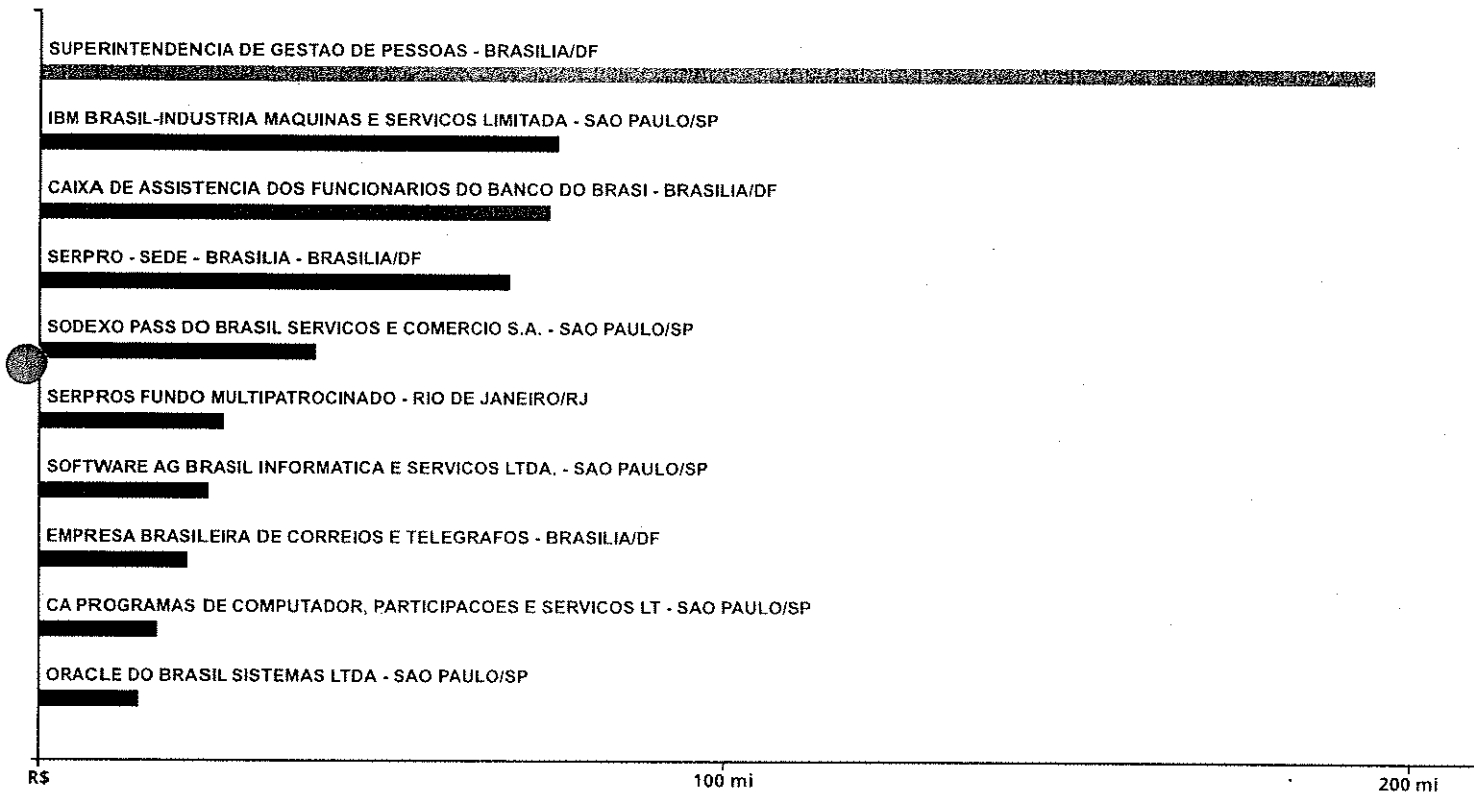 SUPERINTENDENCIA DE GESTAO DE PESSOAS - BRASILIA/DF
IBM BRASIL-INDUSTRIA MAQUINAS E SERVICOS LIMITADA - SAO PAULO/SP
CAIXA DE ASSISTENCIA DOS FUNCIONARIOS DO BANCO DO BRASI - BRASILIA/DF
SERPRO - SEDE - BRASILIA - BRASILIA/DF
SODEXO PASS DO BRASIL SERVICOS E COMERCIO S.A. - SAO PAULO/SP
SERPROS FUNDO MULTIPATROCINADO - RIO DE JANEIRO/RJ
SOFTWARE AG BRASIL INFORMATICA E SERVICOS LTDA. - SAO PAULO/SP
EMPRESA BRASILEIRA DE CORREIOS E TELEGRAFOS - BRASILIA/DF
CA PROGRAMAS DE COMPUTADOR, PARTICIPACOES E SERVICOS LT - SAO PAULO/SP
ORACLE DO BRASIL SISTEMAS LTDA - SAO PAULO/SP
R$ 100 mi 200 mi